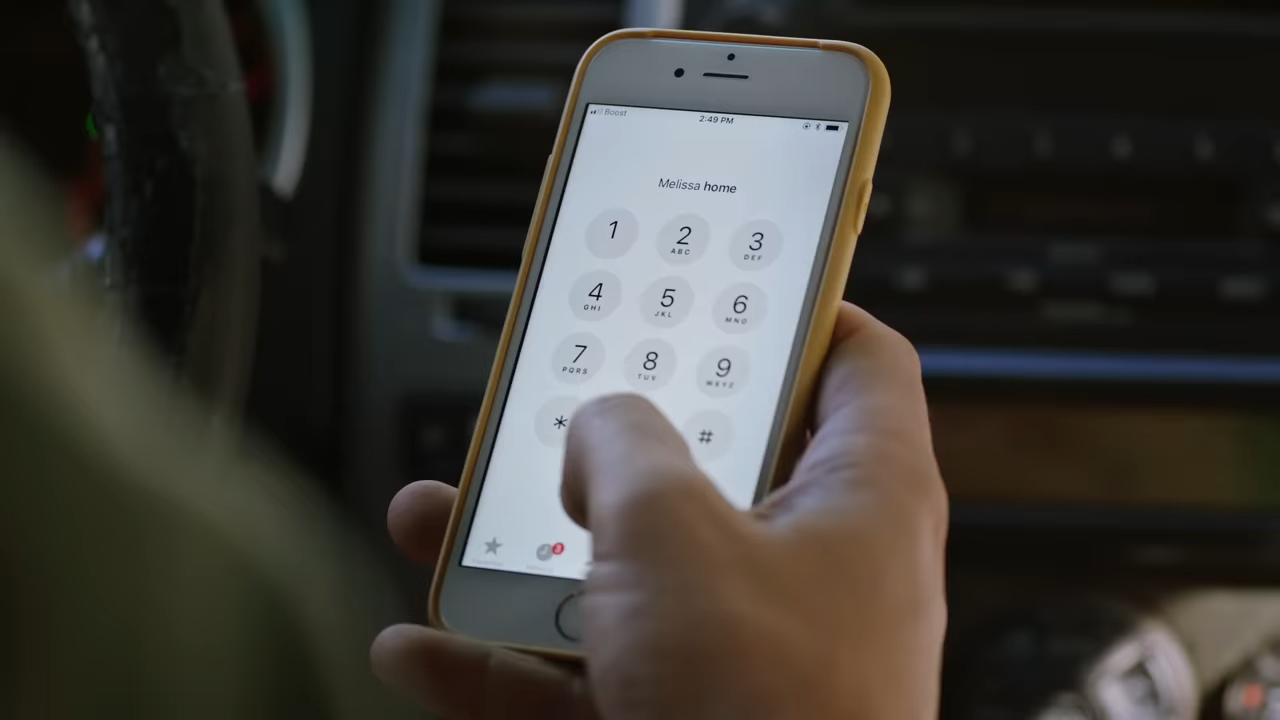 Boost 2:49 PM
Melissa home
1 2 3
ABC DEF
4 5 6
GHI JKL MNO
7 8 9
PQRS TUV WXYZ
* #
3